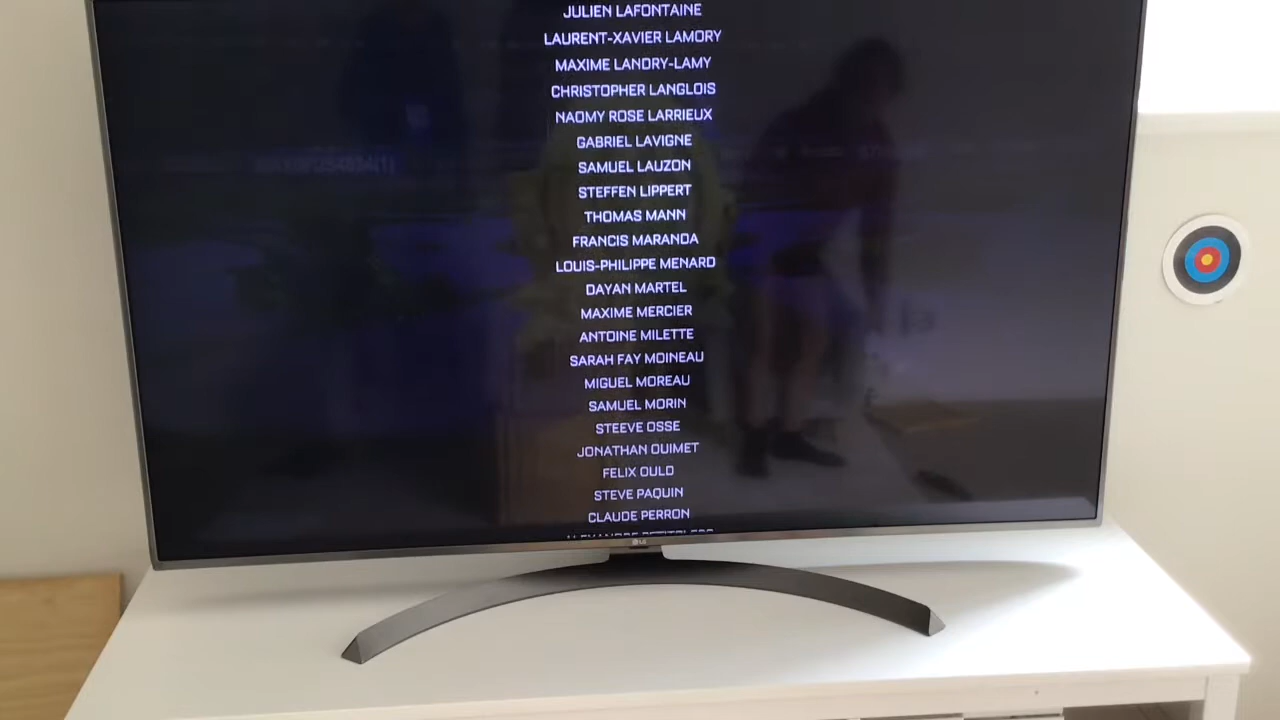 JULIEN LAFONTAINE
LAURENT-XAVIER LAMORY
MAXIME LANDRY-LAMY
CHRISTOPHER LANGLOIS
NAOMY ROSE LARRIEUX
GABRIEL LAVIGNE
SAMUEL LAUZON
STEFFEN LIPPERT
THOMAS MANN
FRANCIS MARANDA
LOUIS-PHILIPPE MENARD
DAYAN MARTEL
MAXIME MERCIER
ANTOINE MILETTE
SARAH FAY MOINEAU
MIGUEL MOREAU
SAMUEL MORIN
STEEVE OSSE
JONATHAN OUIMET
FELIX OULD
STEVE PAQUIN
CLAUDE PERRON
LG